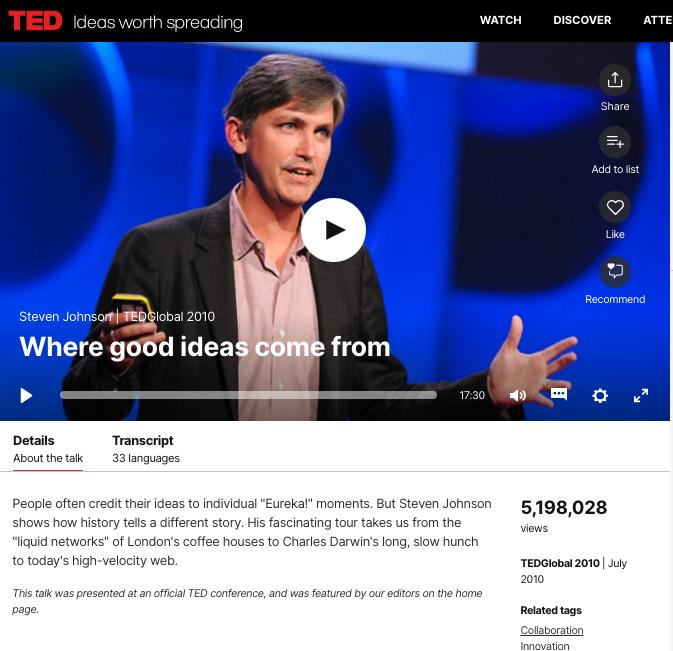 TED Ideas worth spreading
WATCH DISCOVER ATTE
Share
Add to list
Like
Recommend
Steven Johnson | TEDGlobal 2010
Where good ideas come from
17:30
Details
About the talk
Transcript
33 languages
People often credit their ideas to individual "Eureka!" moments. But Steven Johnson
shows how history tells a different story. His fascinating tour takes us from the
"liquid networks" of London's coffee houses to Charles Darwin's long, slow hunch
to today's high-velocity web.
This talk was presented at an official TED conference, and was featured by our editors on the home
page.
5,198,028
views
TEDGlobal 2010 | July
2010
Related tags
Collaboration
Innovation